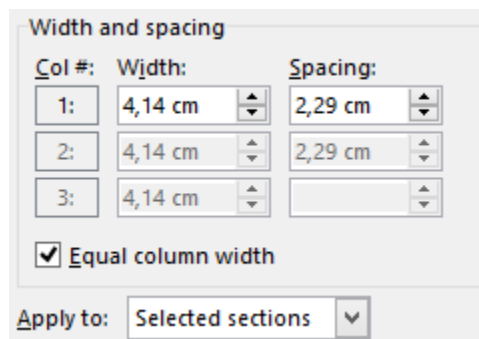 Width and spacing
Col #: Width: Spacing:
1: 4,14 cm 2,29 cm
2: 4,14 cm 2,29 cm
3: 4,14 cm
Equal column width
Apply to: Selected sections